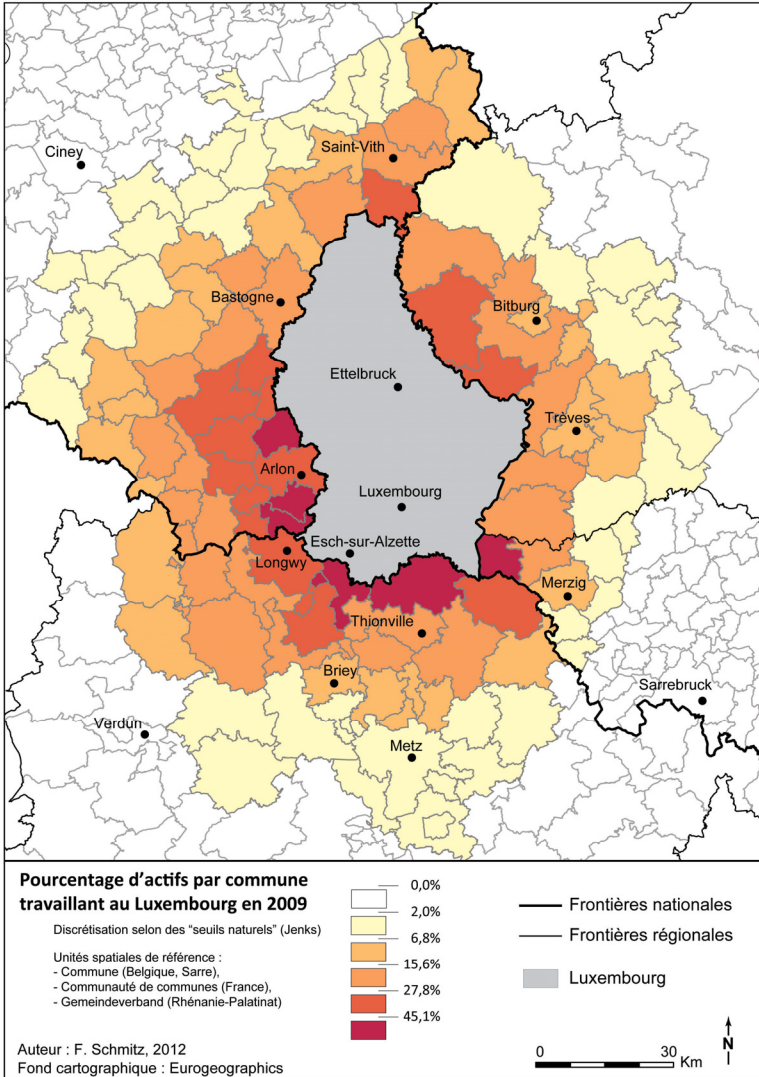 Ciney
Saint-Vith
Bastogne
Bitburg
Ettelbruck
Trèves
Arlon
Luxembourg
Esch-sur-Alzette
Longwy
Merzig
Thionville
Briey
Sarrebruck
Verdun
Metz
Pourcentage d'actifs par commune
travaillant au Luxembourg en 2009
Discrétisation selon des "seuils naturels" (Jenks)
Unités spatiales de référence :
- Commune (Belgique, Sarre),
- Communauté de communes (France),
- Gemeindeverband (Rhénanie-Palatinat)
Auteur : F. Schmitz, 2012
Fond cartographique : Eurogeographics
0,0%
2,0%
6,8%
15,6%
27,8%
45,1%
Frontières nationales
Frontières régionales
Luxembourg
0 30 Km
N